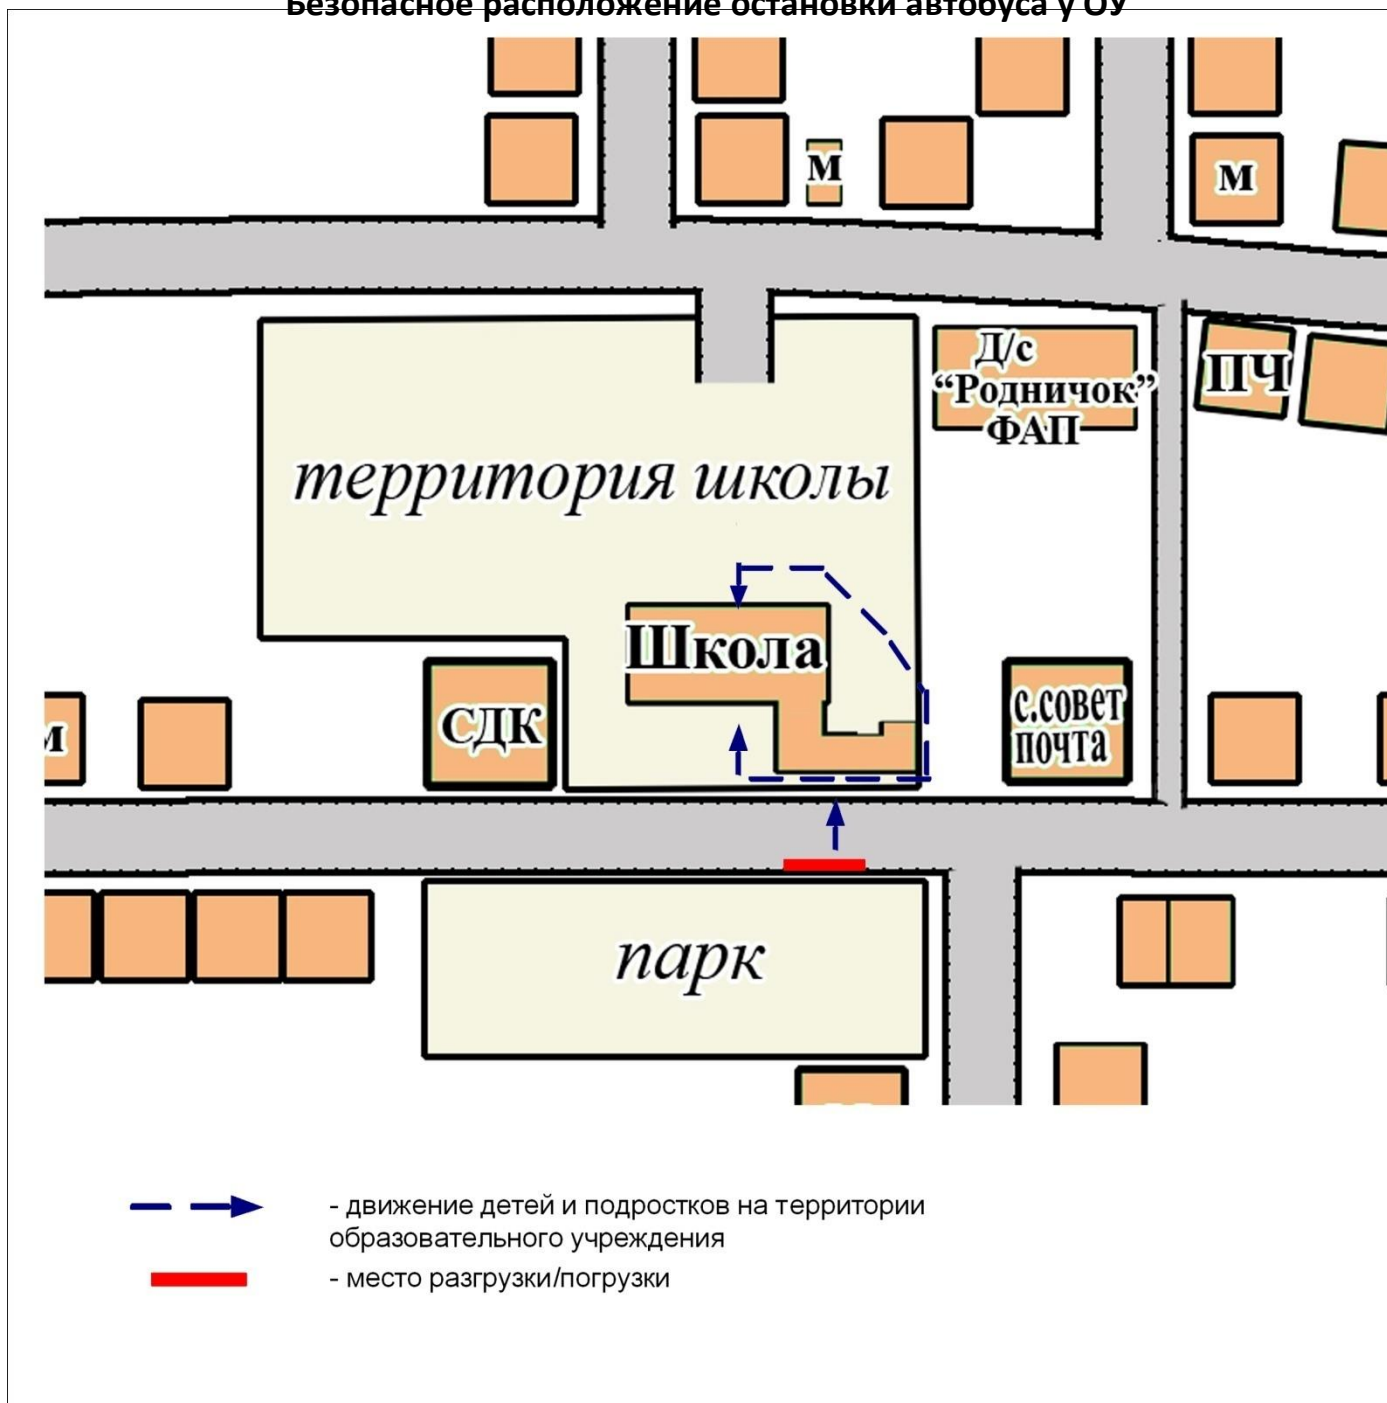 Безопасное расположение остановки автобуса у ОУ
м
м
Д/с
“Родничок”
ФАП
ПЧ
территория школы
Школа
с.совет
почта
СДК
м
парк
- движение детей и подростков на территории
образовательного учреждения
- место разгрузки/погрузки